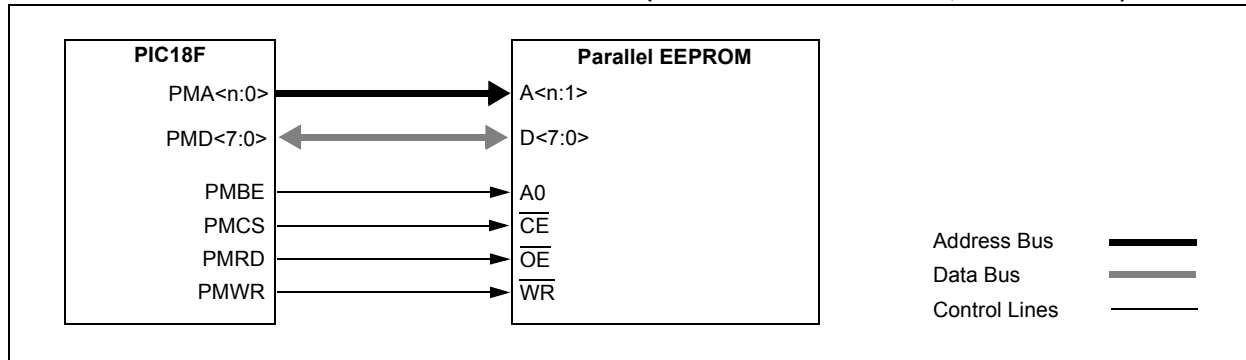 PIC18F
Parallel EEPROM
PMA<n:0>
A<n:1>
PMD<7:0>
D<7:0>
PMBE
A0
PMCS
CE
PMRD
OE
PMWR
WR
Address Bus
Data Bus
Control Lines